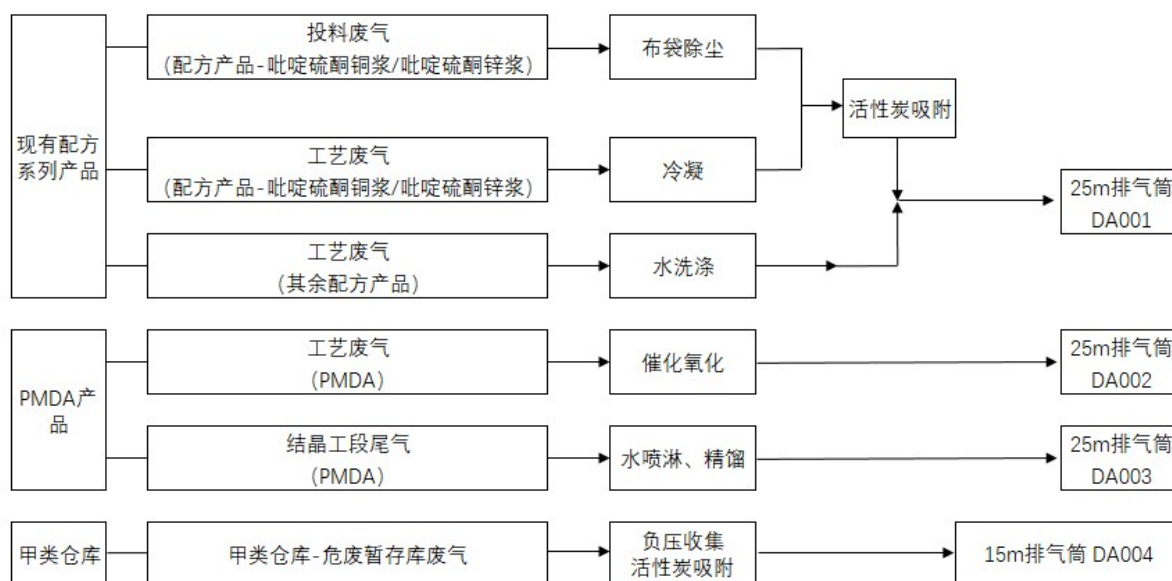 现有配方
系列产品
投料废气
(配方产品-吡啶硫酮铜浆/吡啶硫酮锌浆)
布袋除尘
活性炭吸附
工艺废气
(配方产品-吡啶硫酮铜浆/吡啶硫酮锌浆)
冷凝
25m排气筒
DA001
工艺废气
(其余配方产品)
水洗涤
PMDA产
品
工艺废气
(PMDA)
催化氧化
25m排气筒
DA002
结晶工段尾气
(PMDA)
水喷淋、精馏
25m排气筒
DA003
甲类仓库
甲类仓库-危废暂存库废气
负压收集
活性炭吸附
15m排气筒 DA004